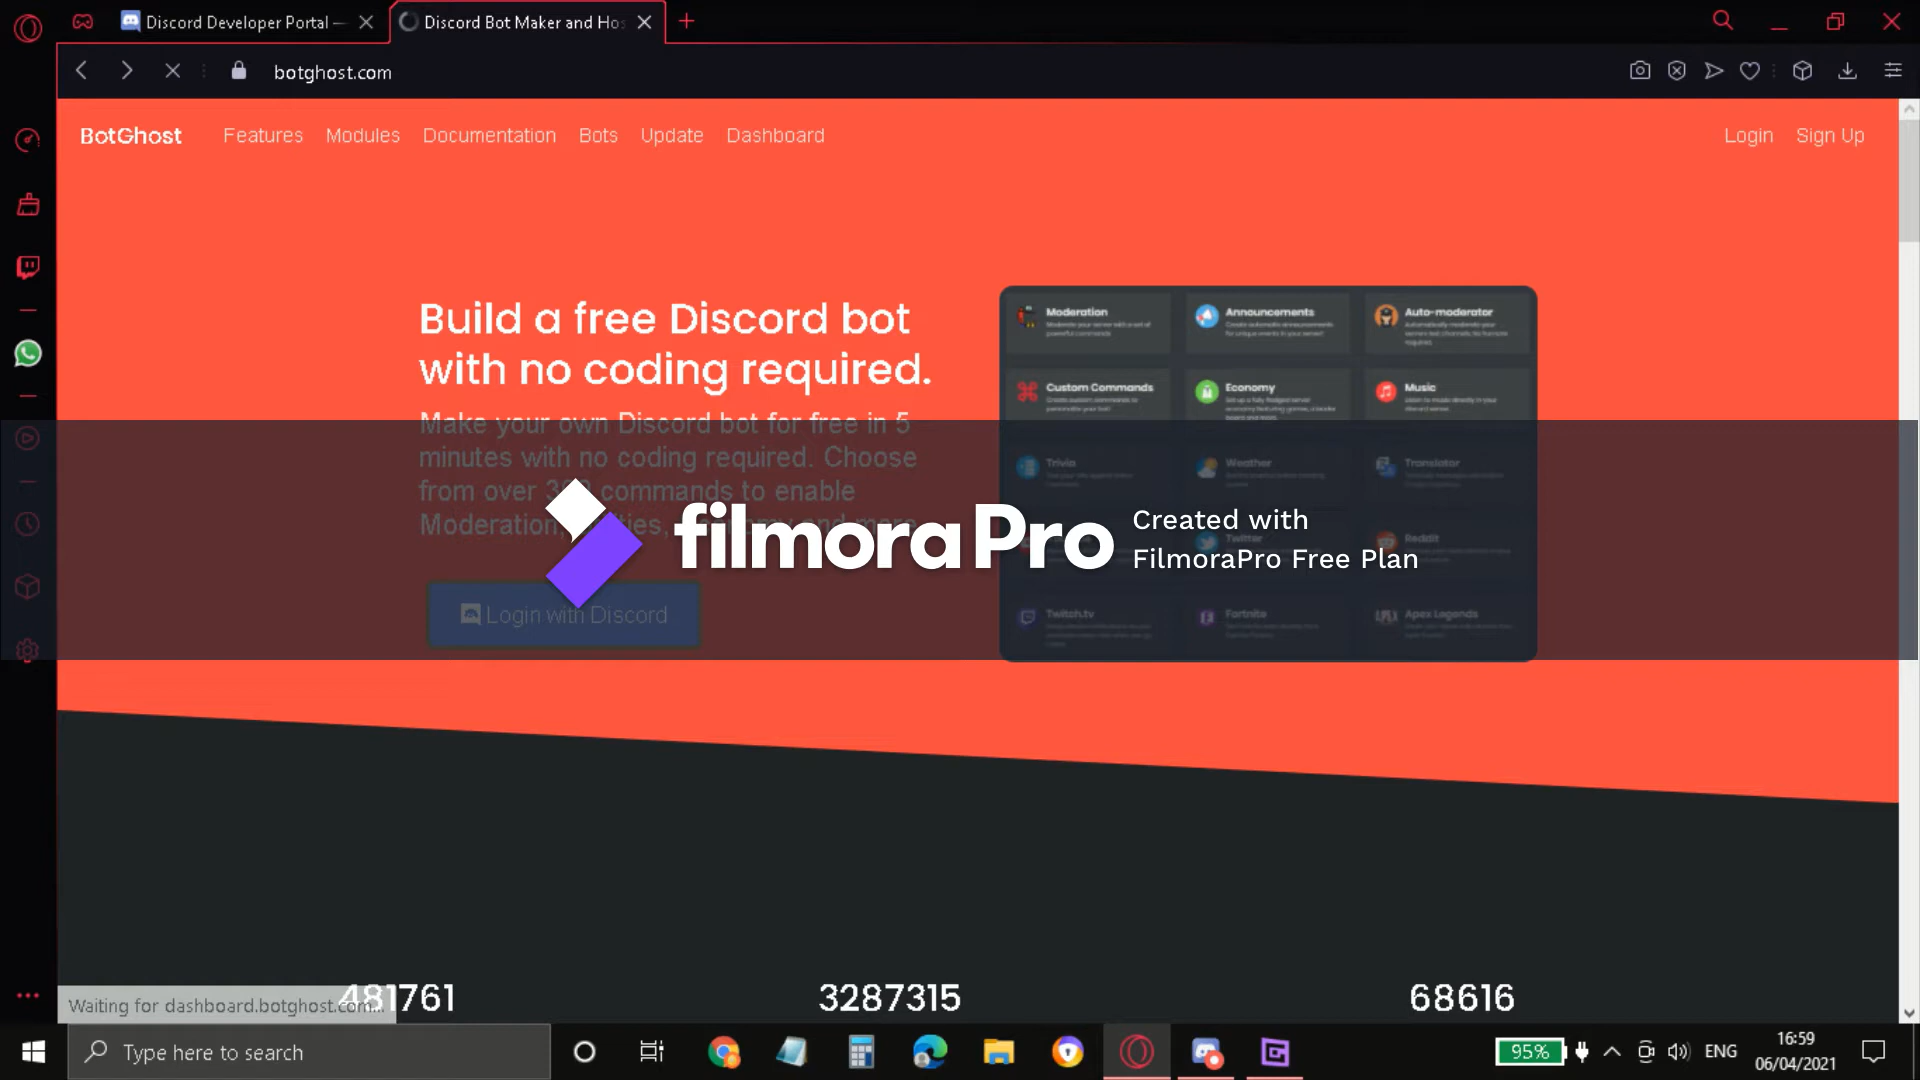 Discord Developer Portal —
Discord Bot Maker and Hos
botghost.com
BotGhost
Features
Modules
Documentation
Bots
Update
Dashboard
Login
Sign Up
Build a free Discord bot
with no coding required.
Make your own Discord bot for free in 5
minutes with no coding required. Choose
from over commands to enable
Moderation, and more
Login with Discord
Moderation
Announcements
Auto-moderator
Custom Commands
Economy
Music
Trivia
Weather
Translator
Twitter
Reddit
Twitch.tv
Fortnite
Apex Legends
filmora Pro
Created with
FilmoraPro Free Plan
481761
3287315
68616
Waiting for dashboard.botghost.com...
Type here to search
95%
ENG
16:59
06/04/2021